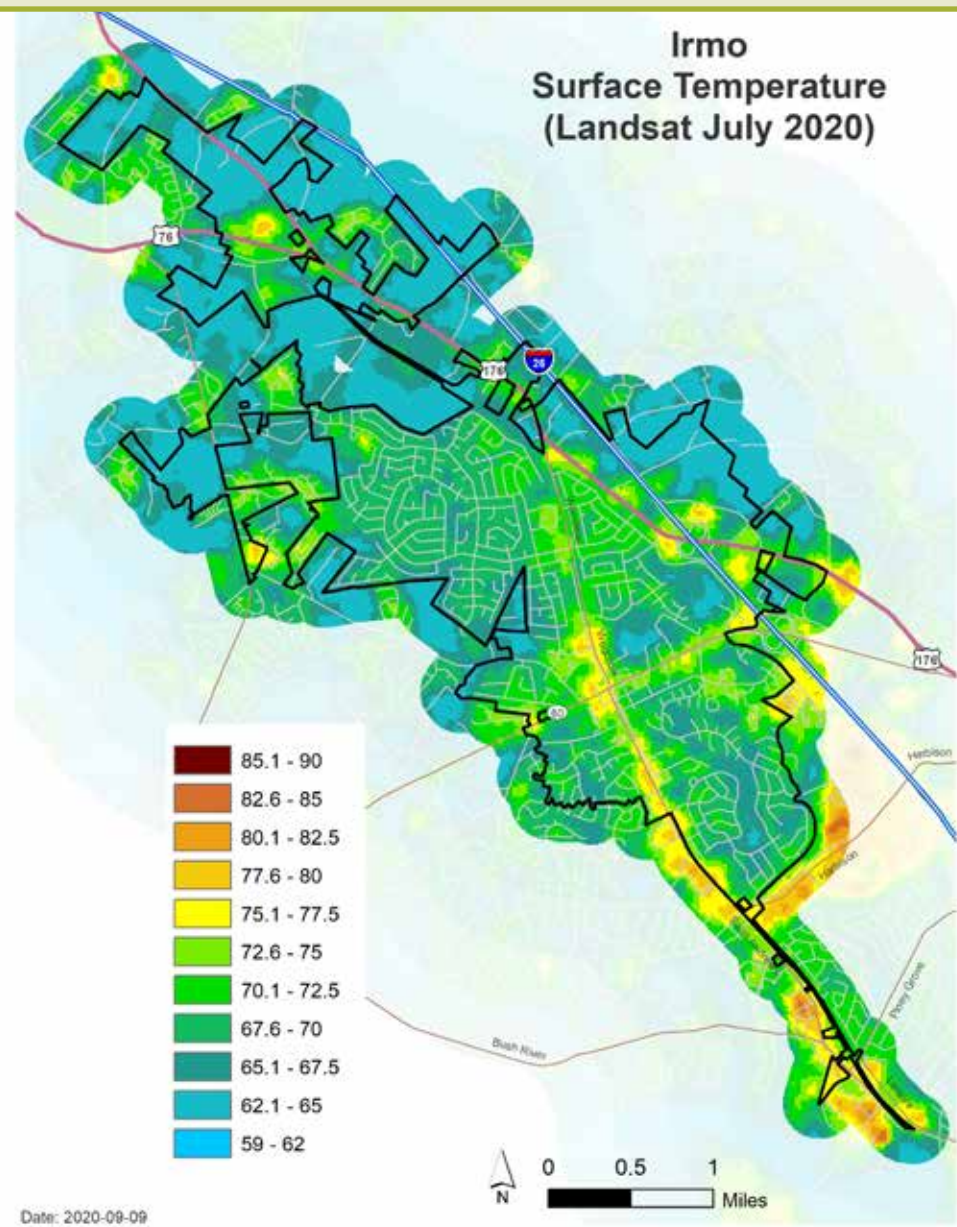 Irmo
Surface Temperature
(Landsat July 2020)
76
176
26
60
176
Harbison
Harbison
Piney Grove
Bush River
85.1 - 90
82.6 - 85
80.1 - 82.5
77.6 - 80
75.1 - 77.5
72.6 - 75
70.1 - 72.5
67.6 - 70
65.1 - 67.5
62.1 - 65
59 - 62
N
0 0.5 1
Miles
Date: 2020-09-09